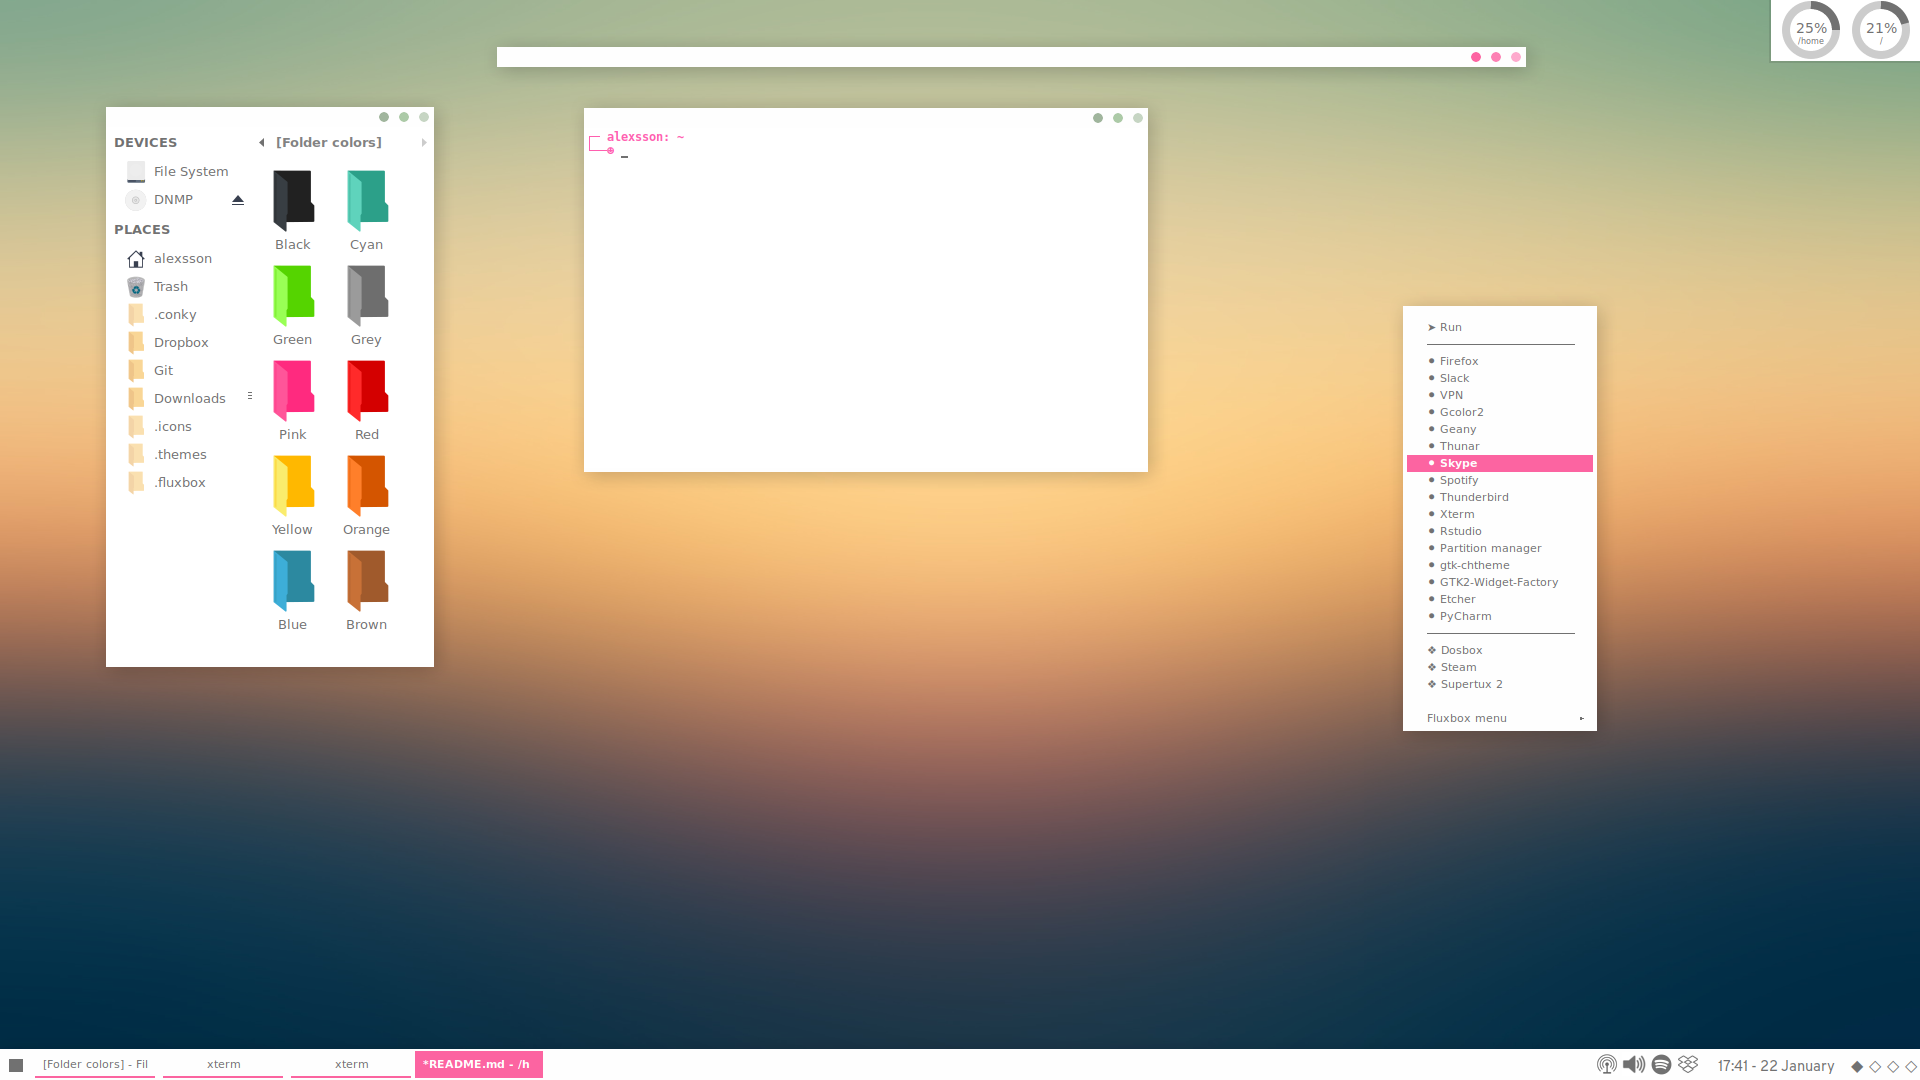 25%
/home
21%
/
DEVICES
File System
DNMP
PLACES
alexsson
Trash
.conky
Dropbox
Git
Downloads
.icons
.themes
.fluxbox
[Folder colors]
Black
Cyan
Green
Grey
Pink
Red
Yellow
Orange
Blue
Brown
alexsson: ~
➤ Run
Firefox
Slack
VPN
Gcolor2
Geany
Thunar
Skype
Spotify
Thunderbird
Xterm
Rstudio
Partition manager
gtk-chtheme
GTK2-Widget-Factory
Etcher
PyCharm
❖ Dosbox
❖ Steam
❖ Supertux 2
Fluxbox menu
[Folder colors] - Fil
xterm
xterm
*README.md - /h
17:41 - 22 January